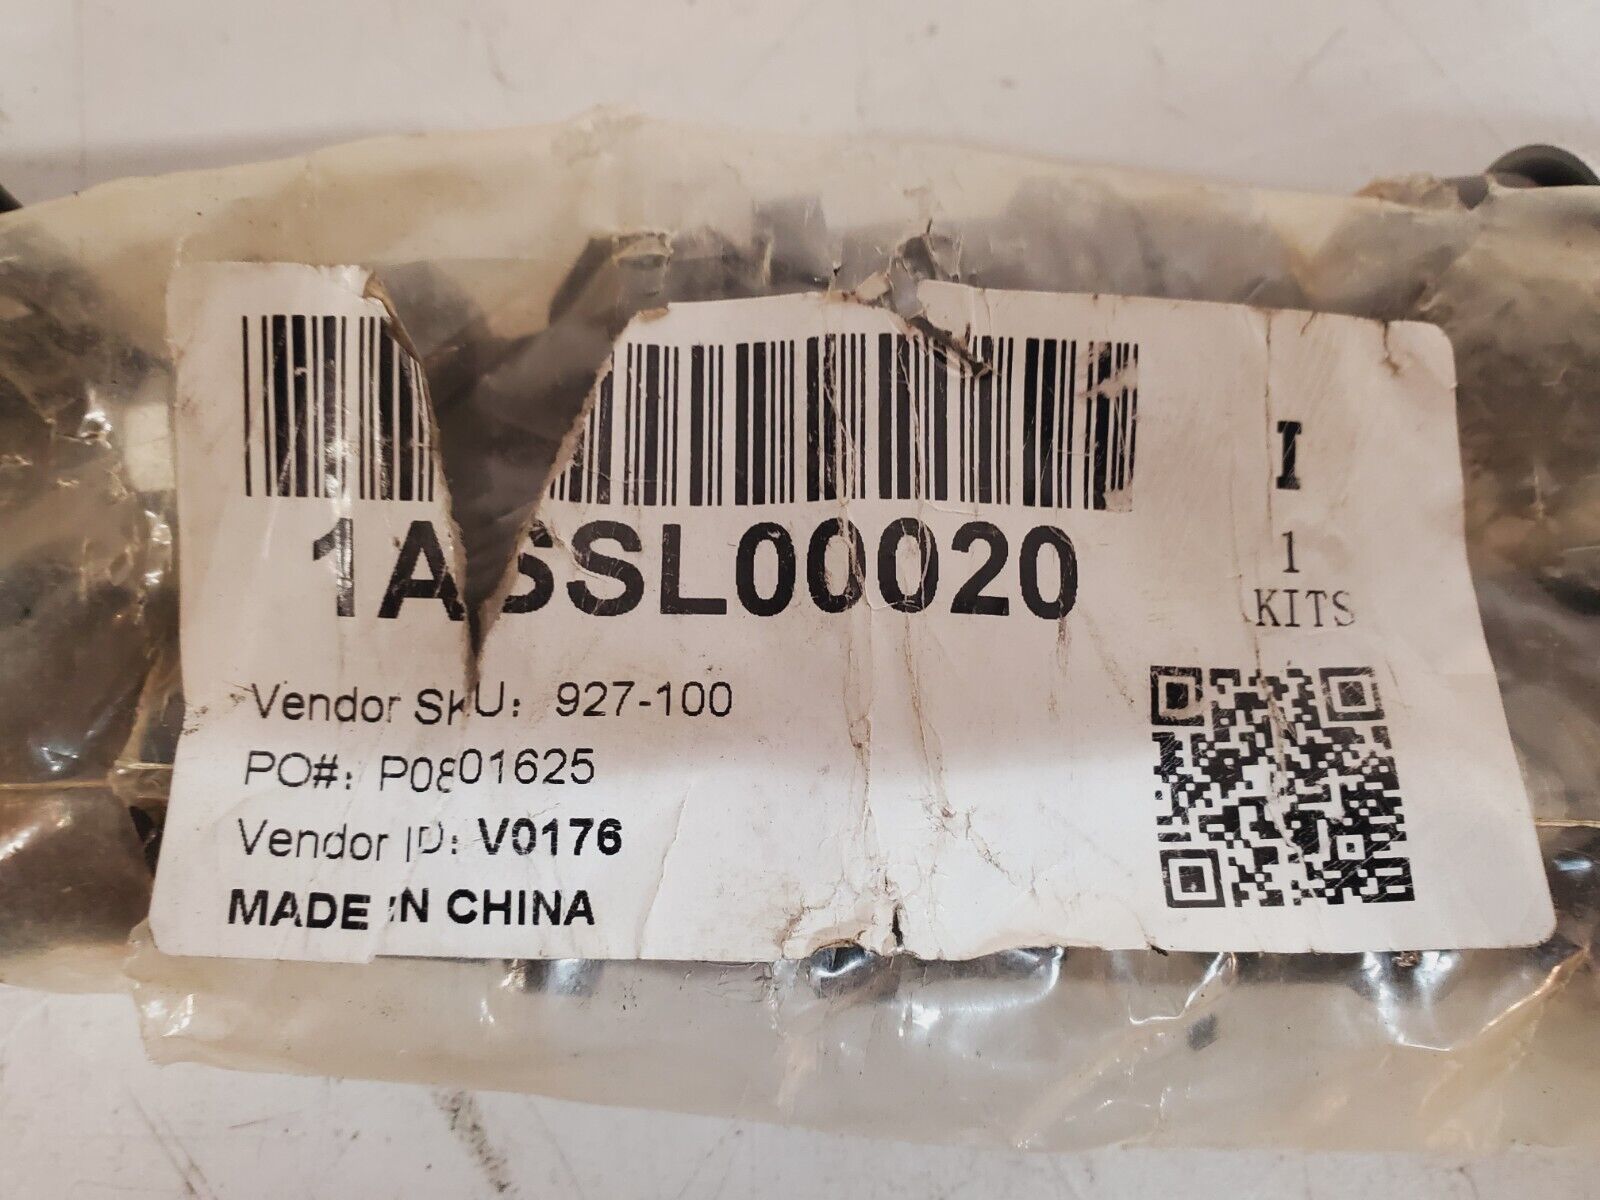 1ASSL00020
I
1
KITS
Vendor SKU: 927-100
PO#: P0801625
Vendor ID: V0176
MADE IN CHINA